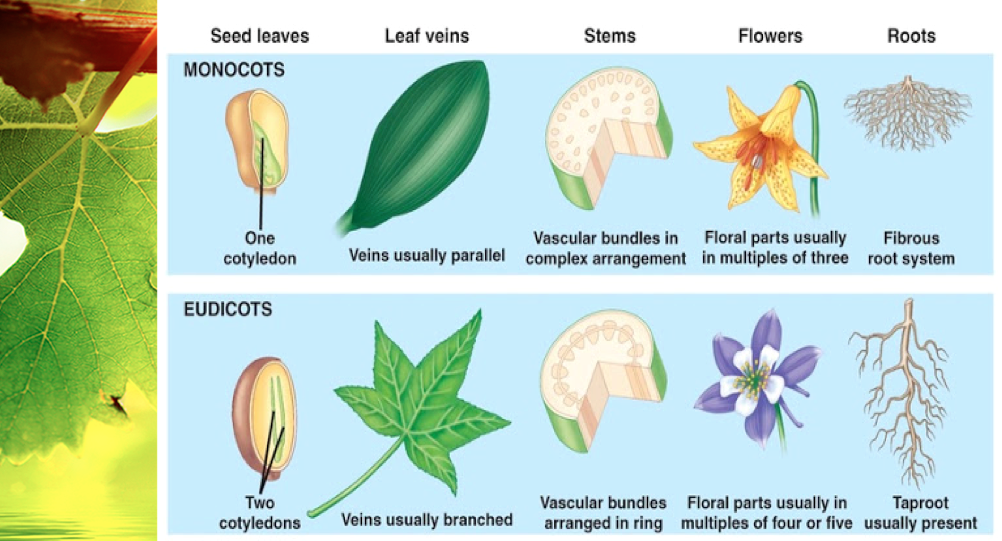 Seed leaves
Leaf veins
Stems
Flowers
Roots
MONOCOTS
One
cotyledon
Veins usually parallel
Vascular bundles in
complex arrangement
Floral parts usually
in multiples of three
Fibrous
root system
EUDICOTS
Two
cotyledons
Veins usually branched
Vascular bundles
arranged in ring
Floral parts usually in
multiples of four or five
Taproot
usually present